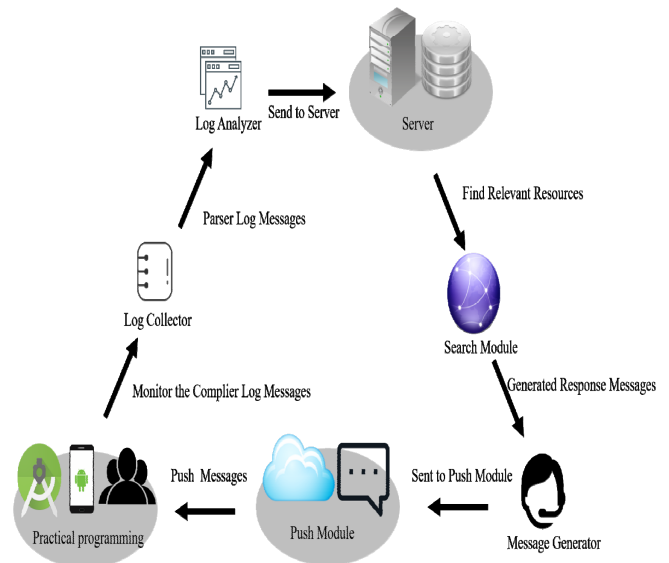 Log Analyzer
Send to Server
Server
Find Relevant Resources
Parser Log Messages
Log Collector
Search Module
Generated Response Messages
Monitor the Complier Log Messages
Push Messages
Sent to Push Module
Practical programming
Push Module
Message Generator